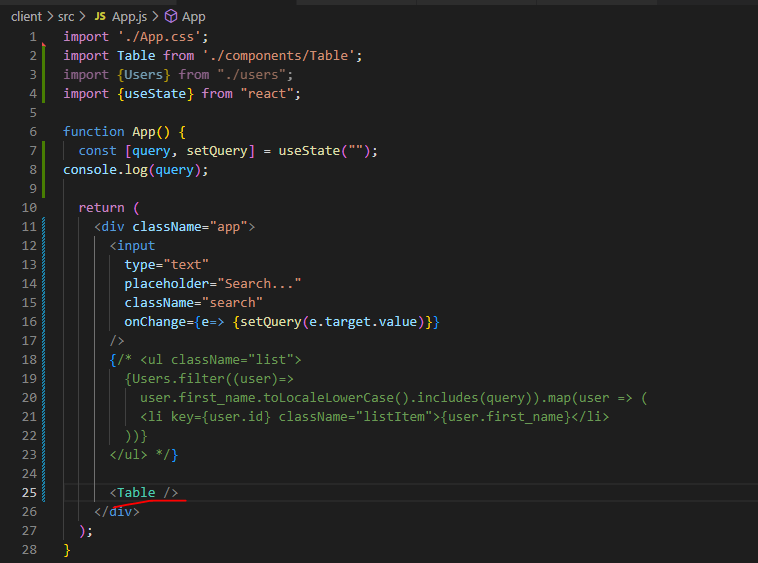 client > src > JS App.js > App
1 import './App.css';
2 import Table from './components/Table';
3 import {Users} from "./users";
4 import {useState} from "react";
5
6 function App() {
7   const [query, setQuery] = useState("");
8 console.log(query);
9
10   return (
11     <div className="app">
12       <input
13         type="text"
14         placeholder="Search..."
15         className="search"
16         onChange={e=> {setQuery(e.target.value)}}
17       />
18       {/* <ul className="list">
19         {Users.filter((user)=>
20           user.first_name.toLocaleLowerCase().includes(query)).map(user => (
21           <li key={user.id} className="listItem">{user.first_name}</li>
22         ))}
23       </ul> */}
24
25       <Table />
26     </div>
27   );
28 }